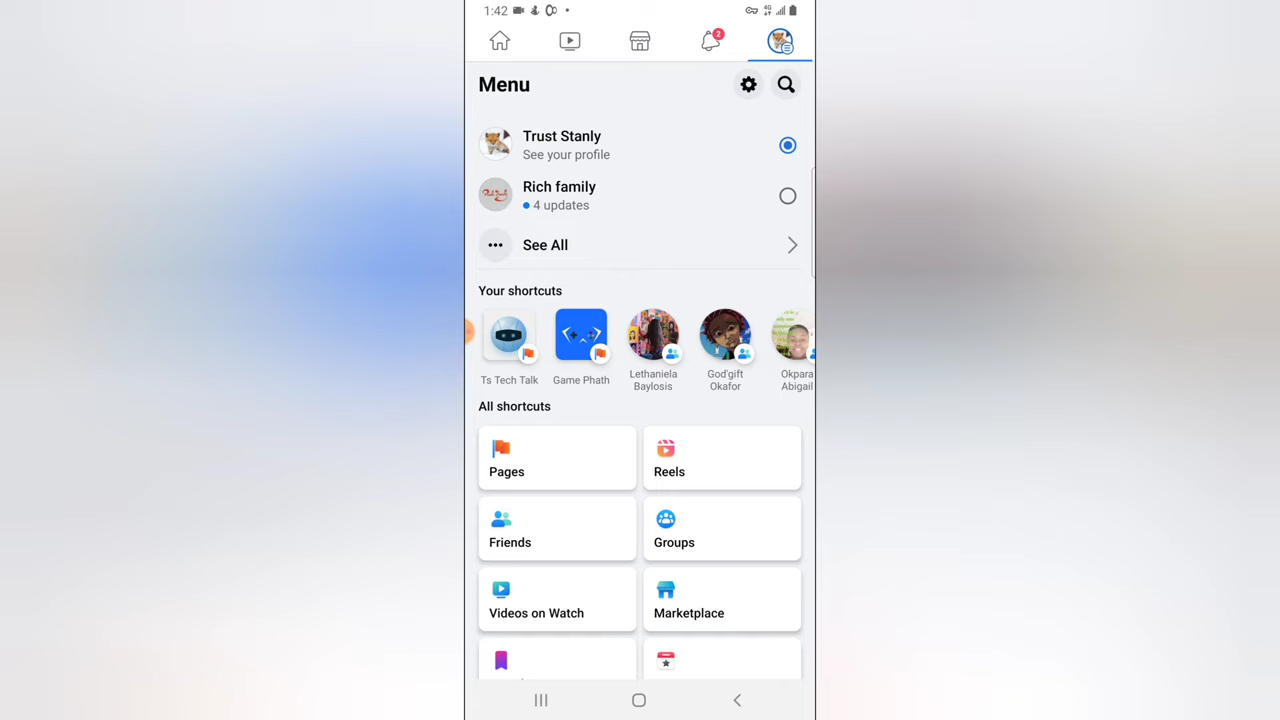 1:42
4G
2
Menu
Trust Stanly
See your profile
Rich family
4 updates
See All
Your shortcuts
Ts Tech Talk
Game Phath
Lethaniela
Baylosis
God'gift
Okafor
Okpara
Abigail
All shortcuts
Pages
Reels
Friends
Groups
Videos on Watch
Marketplace